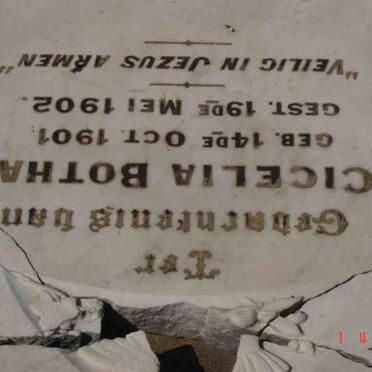 Ter
Gedachtenis van
CICELIA BOTHA
GEB. 14DE OCT. 1901
GEST. 19DE MEI 1902.
"VEILIG IN JEZUS ARMEN"
1 4